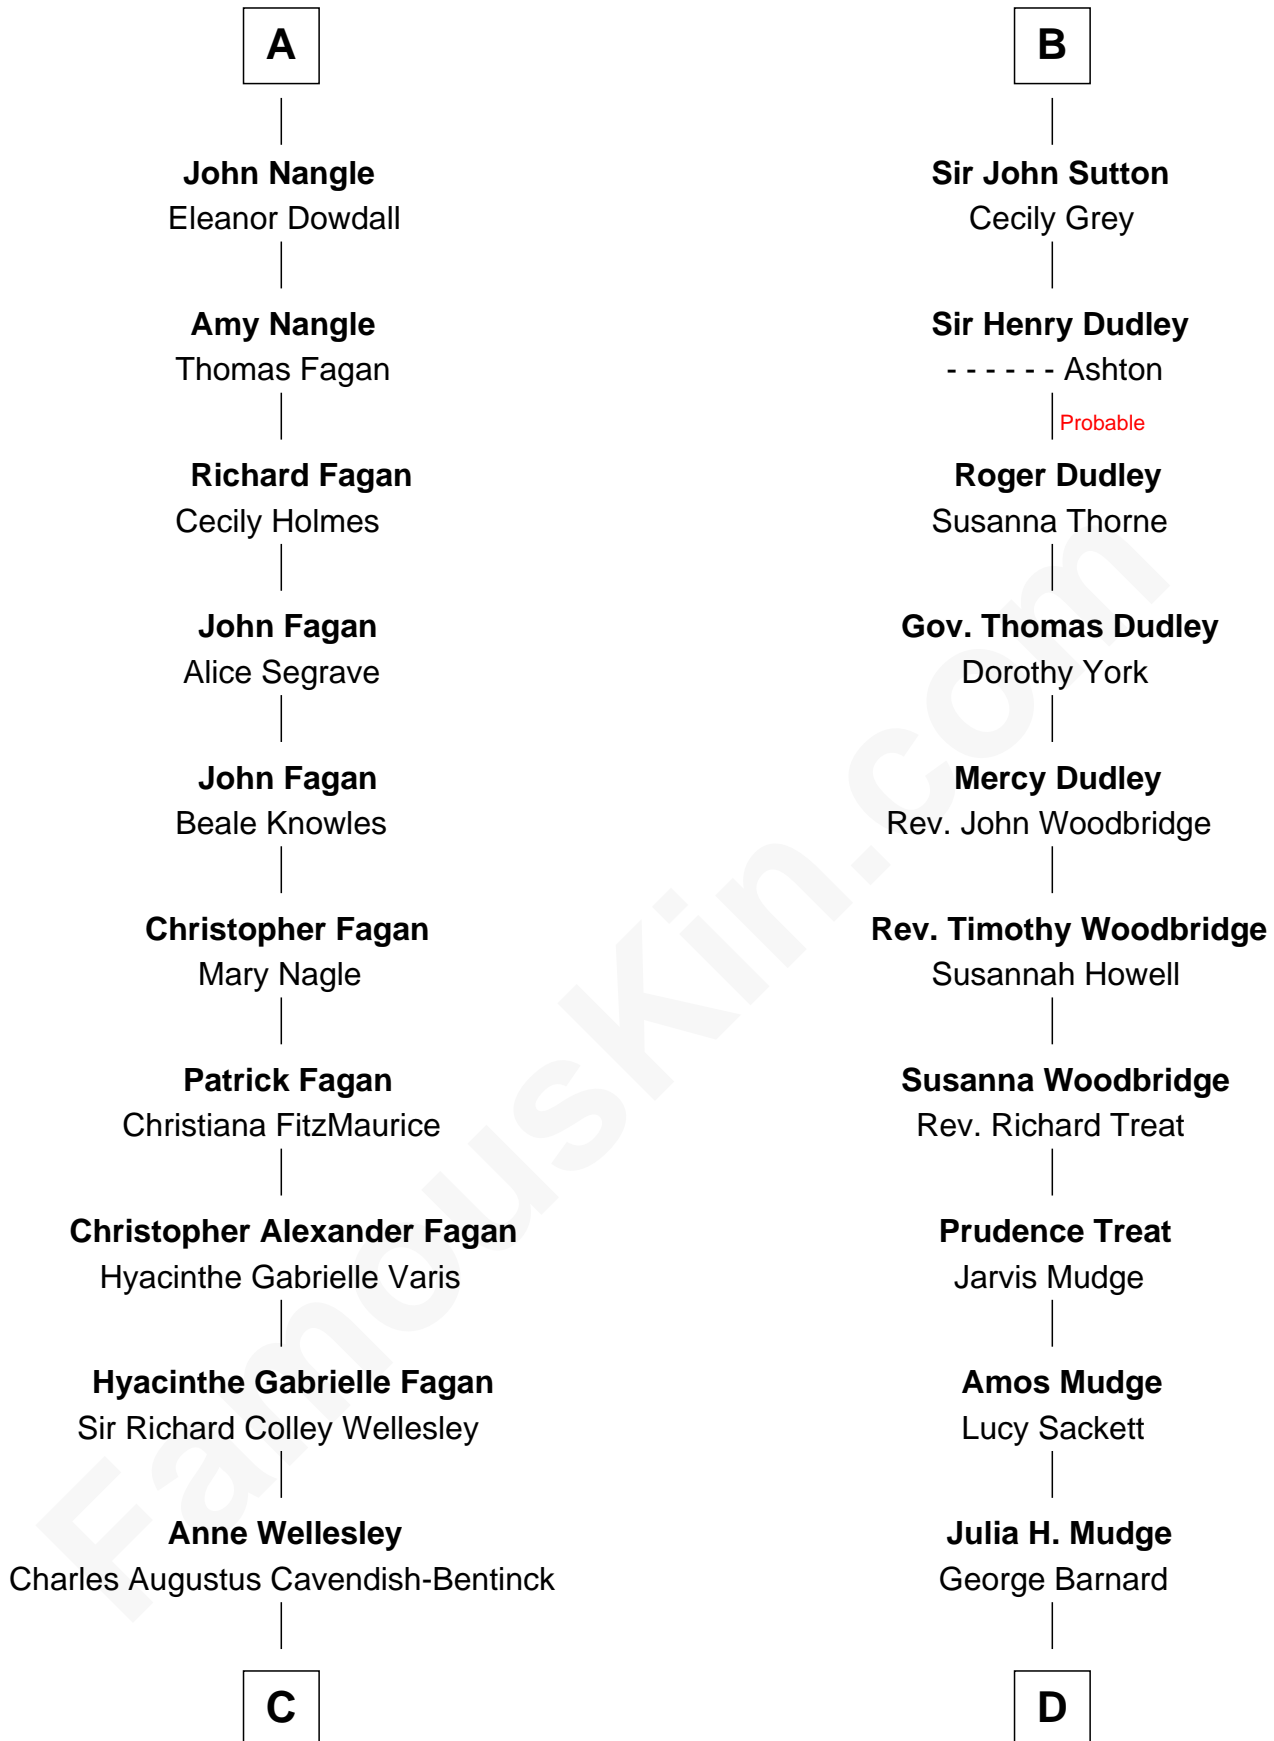 A
John Nangle
Eleanor Dowdall
Amy Nangle
Thomas Fagan
Richard Fagan
Cecily Holmes
John Fagan
Alice Segrave
John Fagan
Beale Knowles
Christopher Fagan
Mary Nagle
Patrick Fagan
Christiana FitzMaurice
Christopher Alexander Fagan
Hyacinthe Gabrielle Varis
Hyacinthe Gabrielle Fagan
Sir Richard Colley Wellesley
Anne Wellesley
Charles Augustus Cavendish-Bentinck
C
B
Sir John Sutton
Cecily Grey
Sir Henry Dudley
- - - - - - Ashton
Probable
Roger Dudley
Susanna Thorne
Gov. Thomas Dudley
Dorothy York
Mercy Dudley
Rev. John Woodbridge
Rev. Timothy Woodbridge
Susannah Howell
Susanna Woodbridge
Rev. Richard Treat
Prudence Treat
Jarvis Mudge
Amos Mudge
Lucy Sackett
Julia H. Mudge
George Barnard
D
FamousKin.com